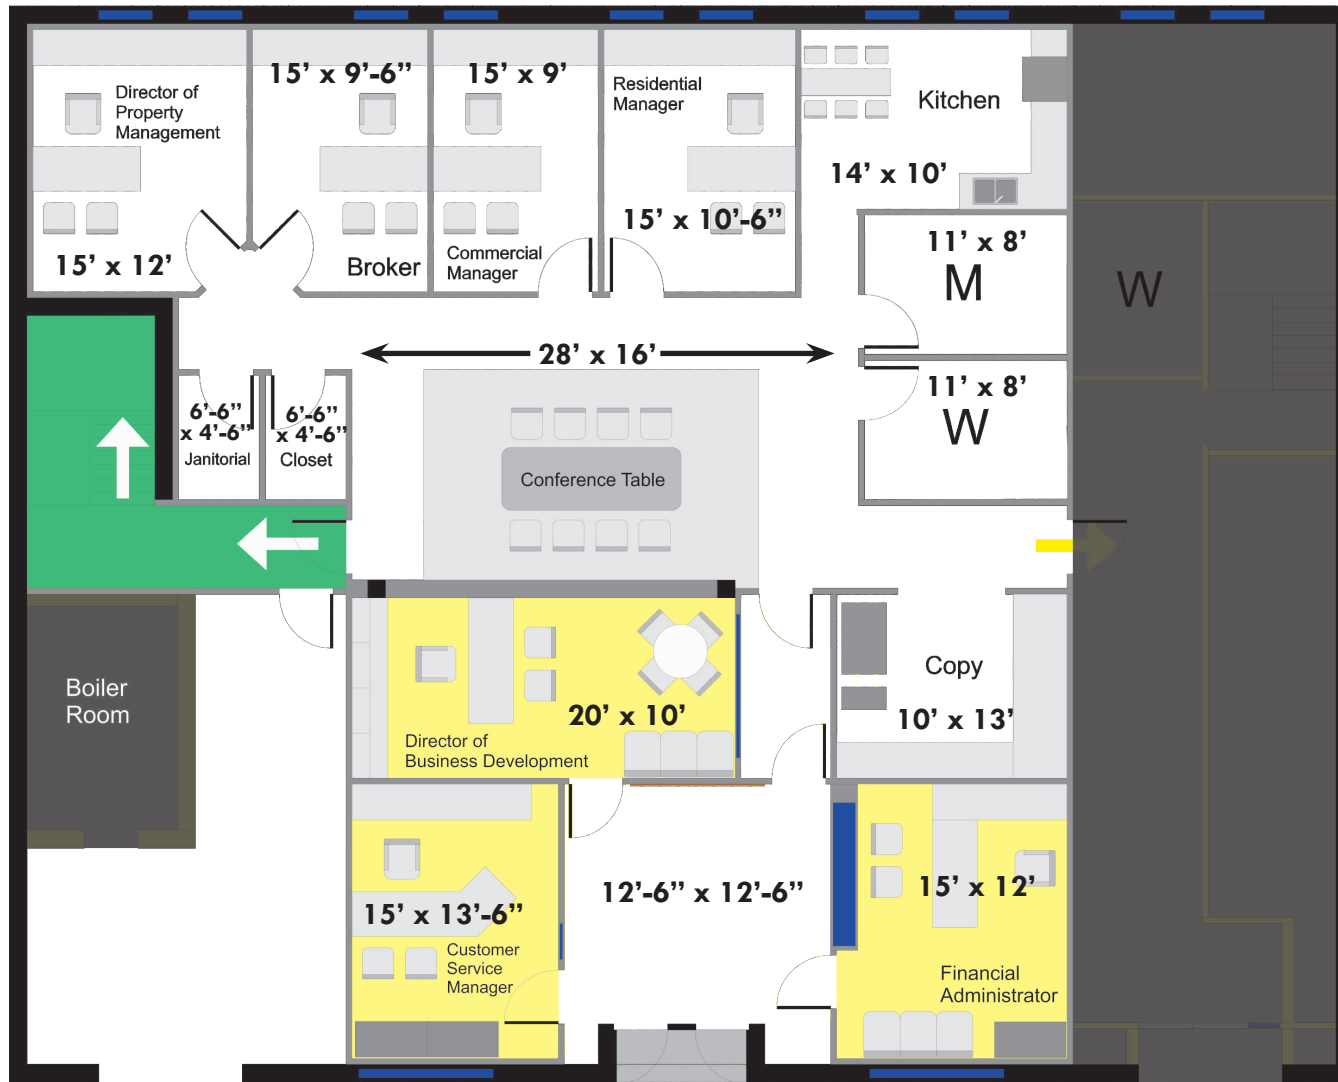 15’ x 9’-6”
15’ x 9’
Residential
Manager
Director of
Property
Management
Kitchen
14’ x 10’
15’ x 10’-6”
15’ x 12’
Broker
Commercial
Manager
11’ x 8’
M
W
28’ x 16’
11’ x 8’
W
6’-6”
x 4’-6”
Janitorial
6’-6”
x 4’-6”
Closet
Conference Table
Boiler
Room
20’ x 10’
Director of
Business Development
Copy
10’ x 13’
15’ x 13’-6”
Customer
Service
Manager
12’-6” x 12’-6”
15’ x 12’
Financial
Administrator